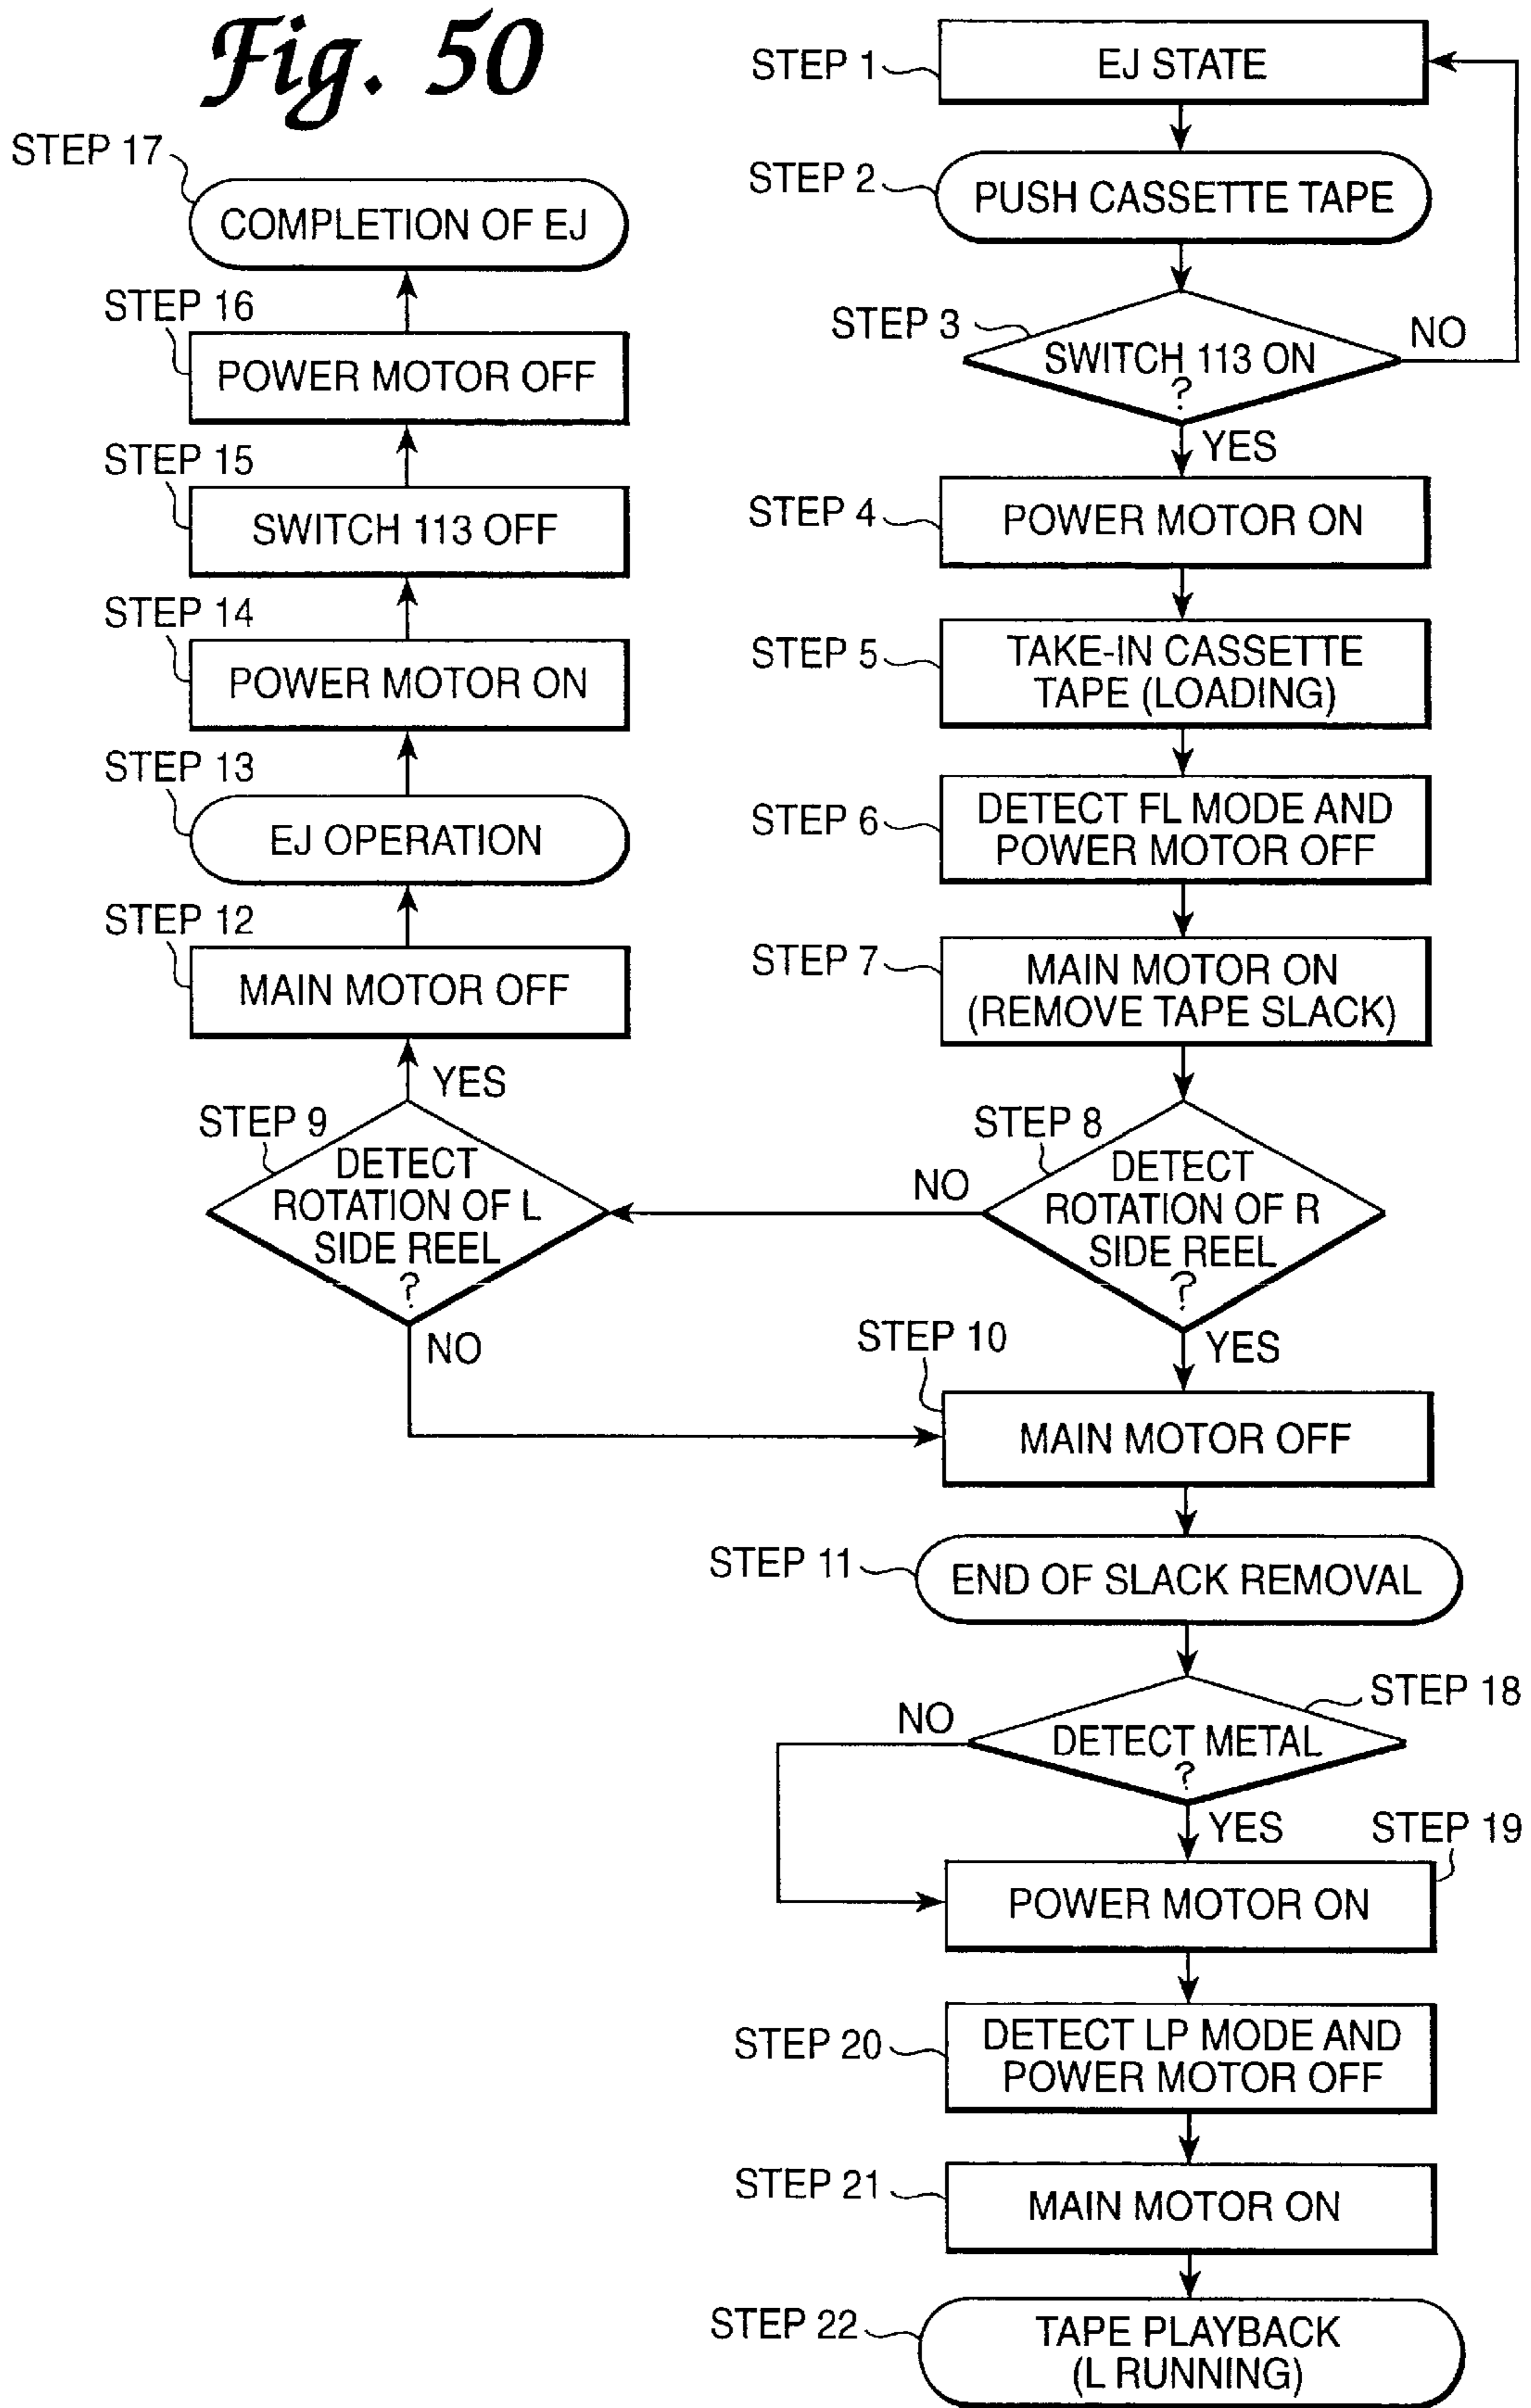 Fig. 50
STEP 1
EJ STATE
STEP 2
PUSH CASSETTE TAPE
STEP 3
SWITCH 113 ON
?
NO
YES
STEP 4
POWER MOTOR ON
STEP 5
TAKE-IN CASSETTE
TAPE (LOADING)
STEP 6
DETECT FL MODE AND
POWER MOTOR OFF
STEP 7
MAIN MOTOR ON
(REMOVE TAPE SLACK)
STEP 8
DETECT
ROTATION OF R
SIDE REEL
?
NO
YES
STEP 9
DETECT
ROTATION OF L
SIDE REEL
?
YES
NO
STEP 10
MAIN MOTOR OFF
STEP 11
END OF SLACK REMOVAL
STEP 12
MAIN MOTOR OFF
STEP 13
EJ OPERATION
STEP 14
POWER MOTOR ON
STEP 15
SWITCH 113 OFF
STEP 16
POWER MOTOR OFF
STEP 17
COMPLETION OF EJ
STEP 18
DETECT METAL
?
NO
YES
STEP 19
POWER MOTOR ON
STEP 20
DETECT LP MODE AND
POWER MOTOR OFF
STEP 21
MAIN MOTOR ON
STEP 22
TAPE PLAYBACK
(L RUNNING)